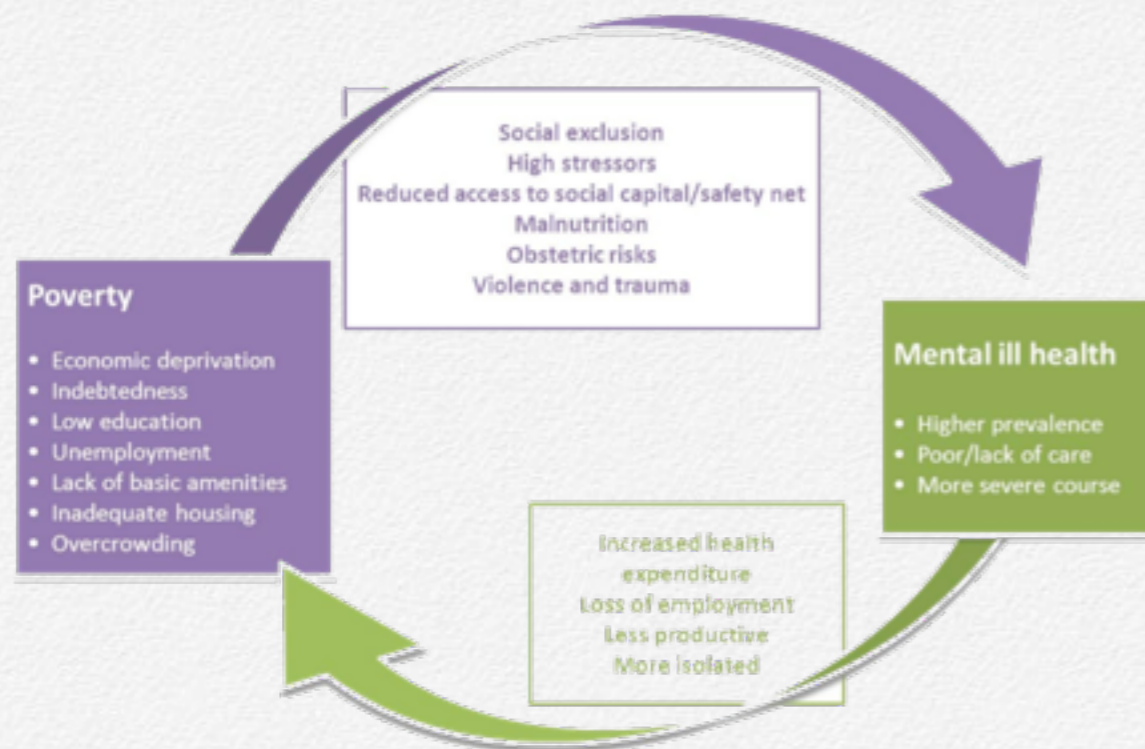 Social exclusion
High stressors
Reduced access to social capital/safety net
Malnutrition
Obstetric risks
Violence and trauma
Poverty
• Economic deprivation
• Indebtedness
• Low education
• Unemployment
• Lack of basic amenities
• Inadequate housing
• Overcrowding
Mental ill health
• Higher prevalence
• Poor/lack of care
• More severe course
Increased health
expenditure
Loss of employment
Less productive
More isolated